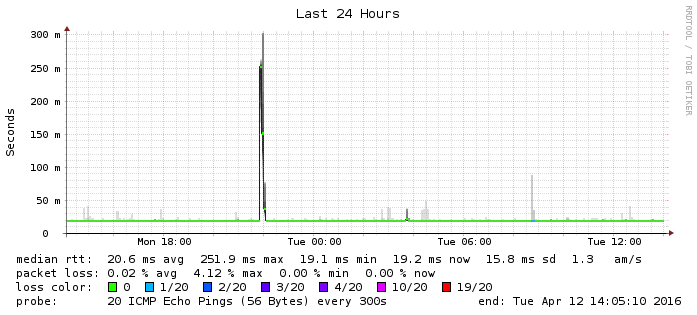 Last 24 Hours
RRDTOOL / TOBI OETIKER
Seconds
300 m
250 m
200 m
150 m
100 m
50 m
0
Mon 18:00 Tue 00:00 Tue 06:00 Tue 12:00
median rtt: 20.6 ms avg 251.9 ms max 19.1 ms min 19.2 ms now 15.8 ms sd 1.3 am/s
packet loss: 0.02 % avg 4.12 % max 0.00 % min 0.00 % now
loss color: 0 1/20 2/20 3/20 4/20 10/20 19/20
probe: 20 ICMP Echo Pings (56 Bytes) every 300s end: Tue Apr 12 14:05:10 2016